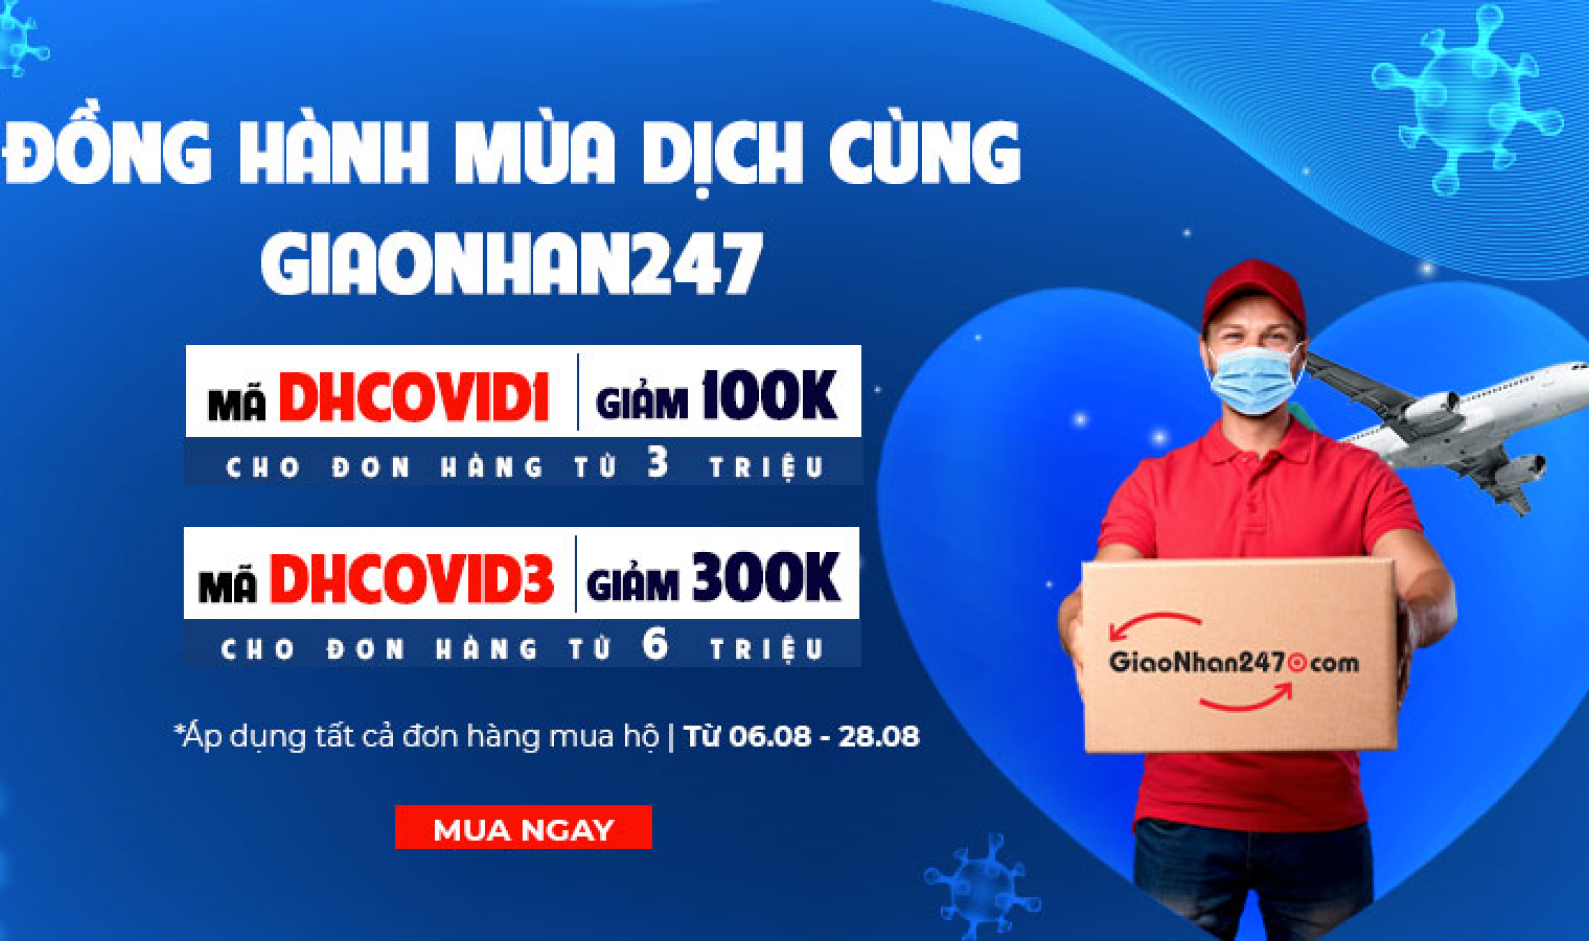 ĐỒNG HÀNH MÙA DỊCH CÙNG
GIAONHAN247
MÃ DHCOVID1 GIẢM 100K
CHO ĐƠN HÀNG TỪ 3 TRIỆU
MÃ DHCOVID3 GIẢM 300K
CHO ĐƠN HÀNG TỪ 6 TRIỆU
*Áp dụng tất cả đơn hàng mua hộ | Từ 06.08 - 28.08
MUA NGAY
GiaoNhan247.com